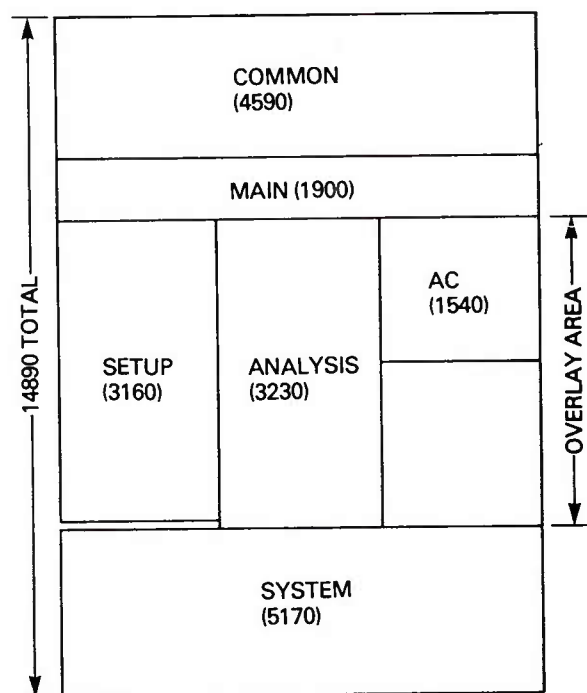 COMMON
(4590)
MAIN (1900)
AC
(1540)
SETUP
(3160)
ANALYSIS
(3230)
SYSTEM
(5170)
14890 TOTAL
OVERLAY AREA